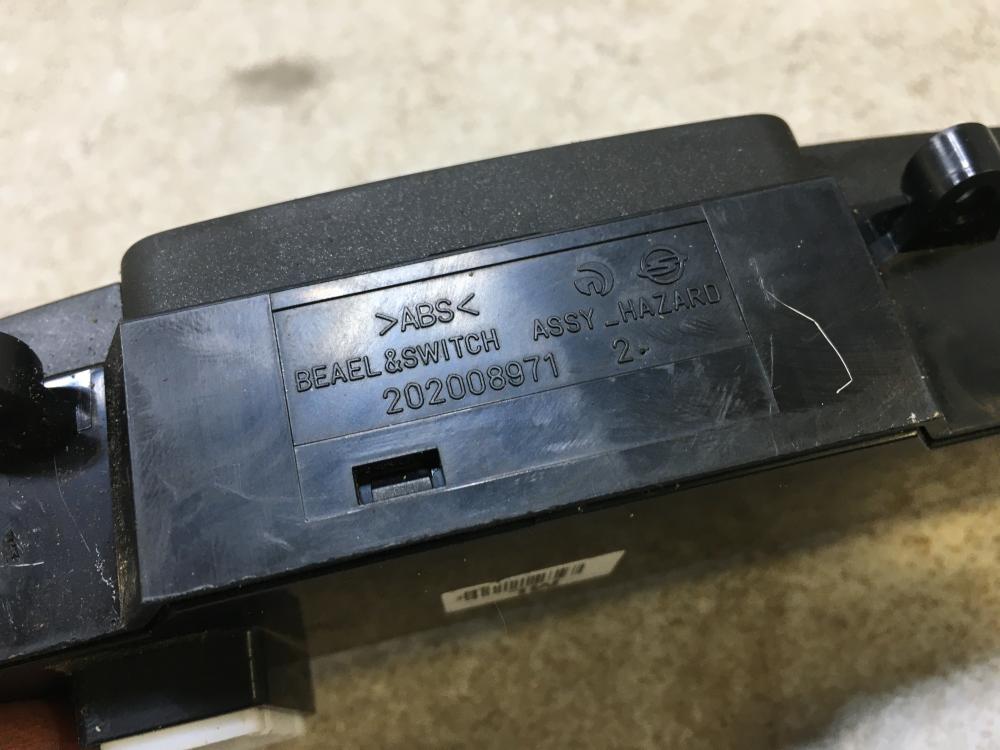 >ABS<
BEAEL & SWITCH ASSY_HAZARD
202008971 2